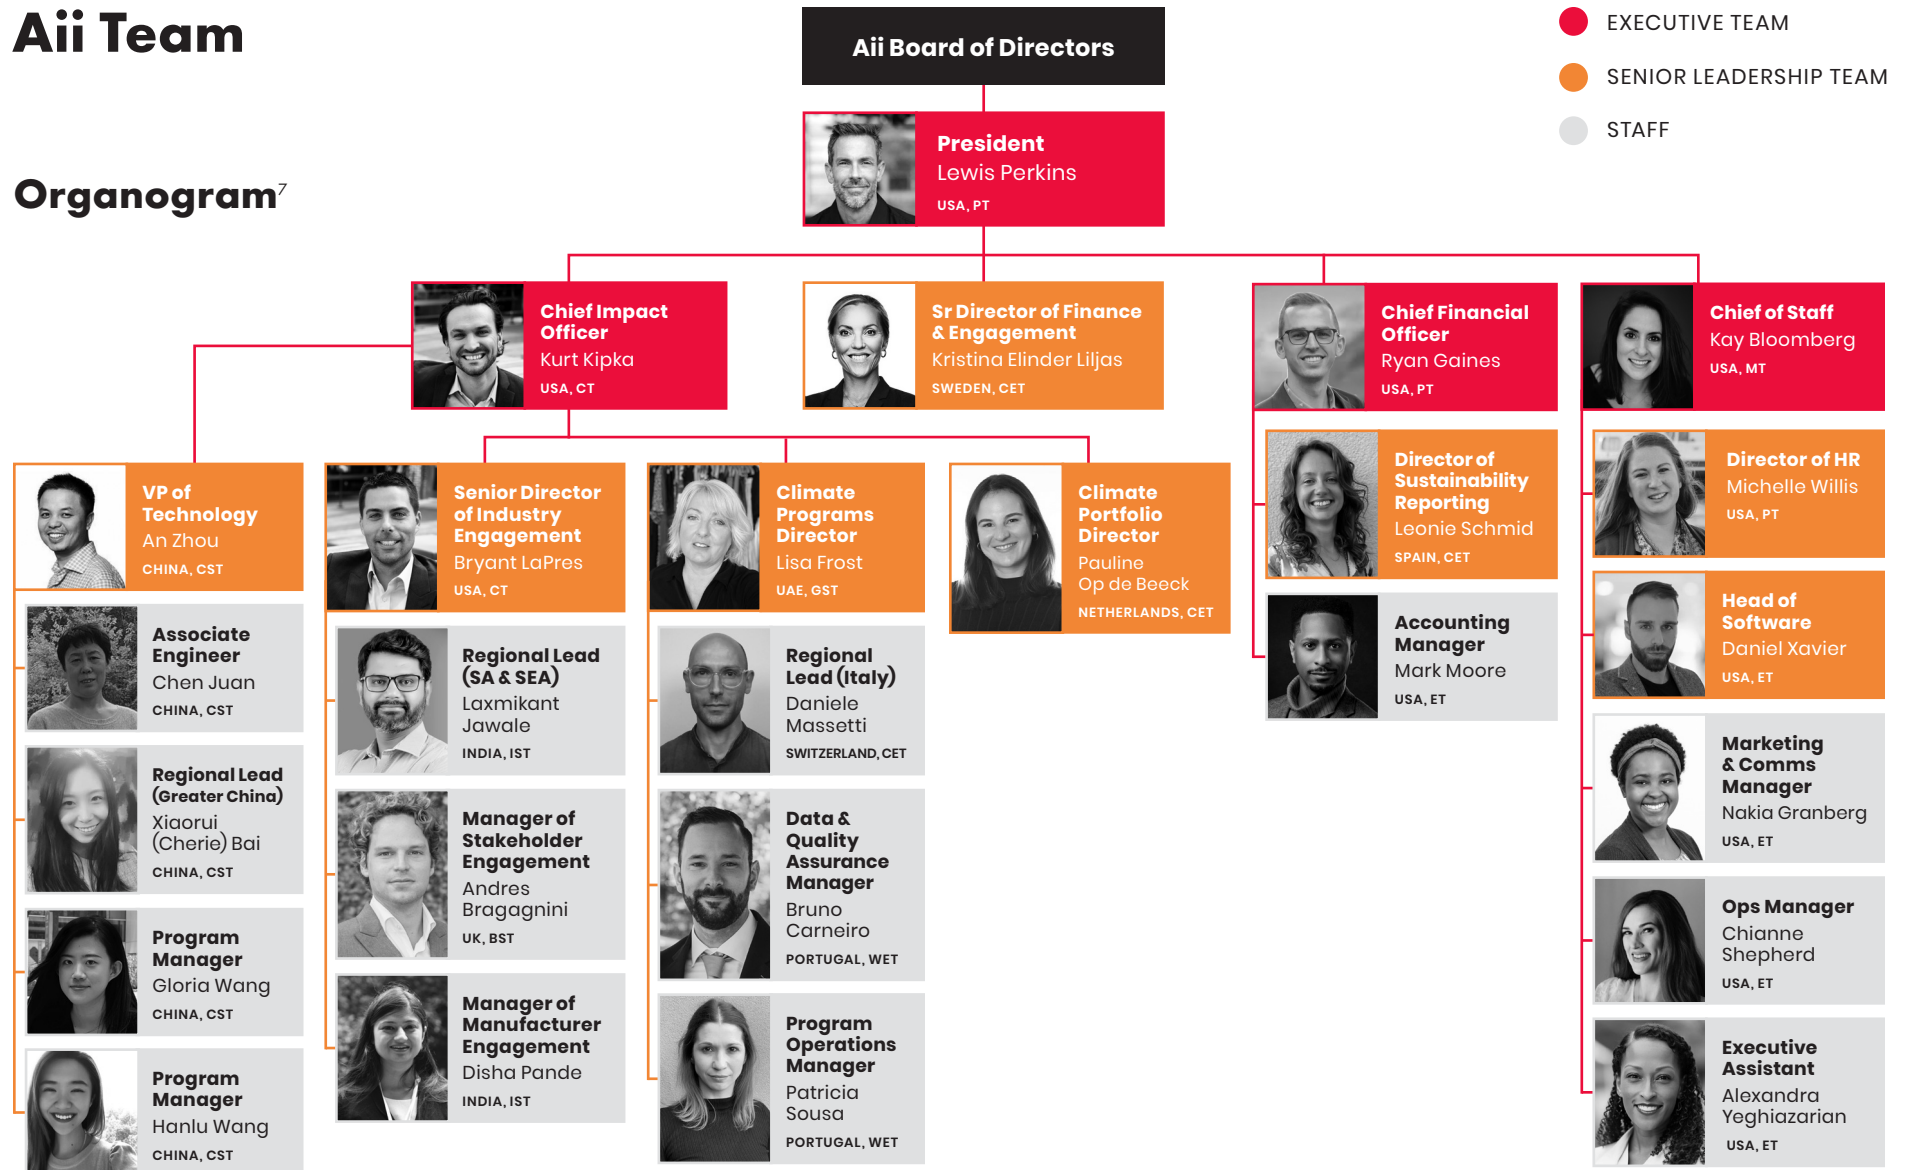 Aii Team
Organogram7
Aii Board of Directors
EXECUTIVE TEAM
SENIOR LEADERSHIP TEAM
STAFF
President
Lewis Perkins
USA, PT
Chief Impact
Officer
Kurt Kipka
USA, CT
Sr Director of Finance
& Engagement
Kristina Elinder Liljas
SWEDEN, CET
Chief Financial
Officer
Ryan Gaines
USA, PT
Chief of Staff
Kay Bloomberg
USA, MT
VP of
Technology
An Zhou
CHINA, CST
Associate
Engineer
Chen Juan
CHINA, CST
Regional Lead
(Greater China)
Xiaorui
(Cherie) Bai
CHINA, CST
Program
Manager
Gloria Wang
CHINA, CST
Program
Manager
Hanlu Wang
CHINA, CST
Senior Director
of Industry
Engagement
Bryant LaPres
USA, CT
Regional Lead
(SA & SEA)
Laxmikant
Jawale
INDIA, IST
Manager of
Stakeholder
Engagement
Andres
Bragagnini
UK, BST
Manager of
Manufacturer
Engagement
Disha Pande
INDIA, IST
Climate
Programs
Director
Lisa Frost
UAE, GST
Regional
Lead (Italy)
Daniele
Massetti
SWITZERLAND, CET
Data &
Quality
Assurance
Manager
Bruno
Carneiro
PORTUGAL, WET
Program
Operations
Manager
Patricia
Sousa
PORTUGAL, WET
Climate
Portfolio
Director
Pauline
Op de Beeck
NETHERLANDS, CET
Director of
Sustainability
Reporting
Leonie Schmid
SPAIN, CET
Accounting
Manager
Mark Moore
USA, ET
Director of HR
Michelle Willis
USA, PT
Head of
Software
Daniel Xavier
USA, ET
Marketing
& Comms
Manager
Nakia Granberg
USA, ET
Ops Manager
Chianne
Shepherd
USA, ET
Executive
Assistant
Alexandra
Yeghiazarian
USA, ET